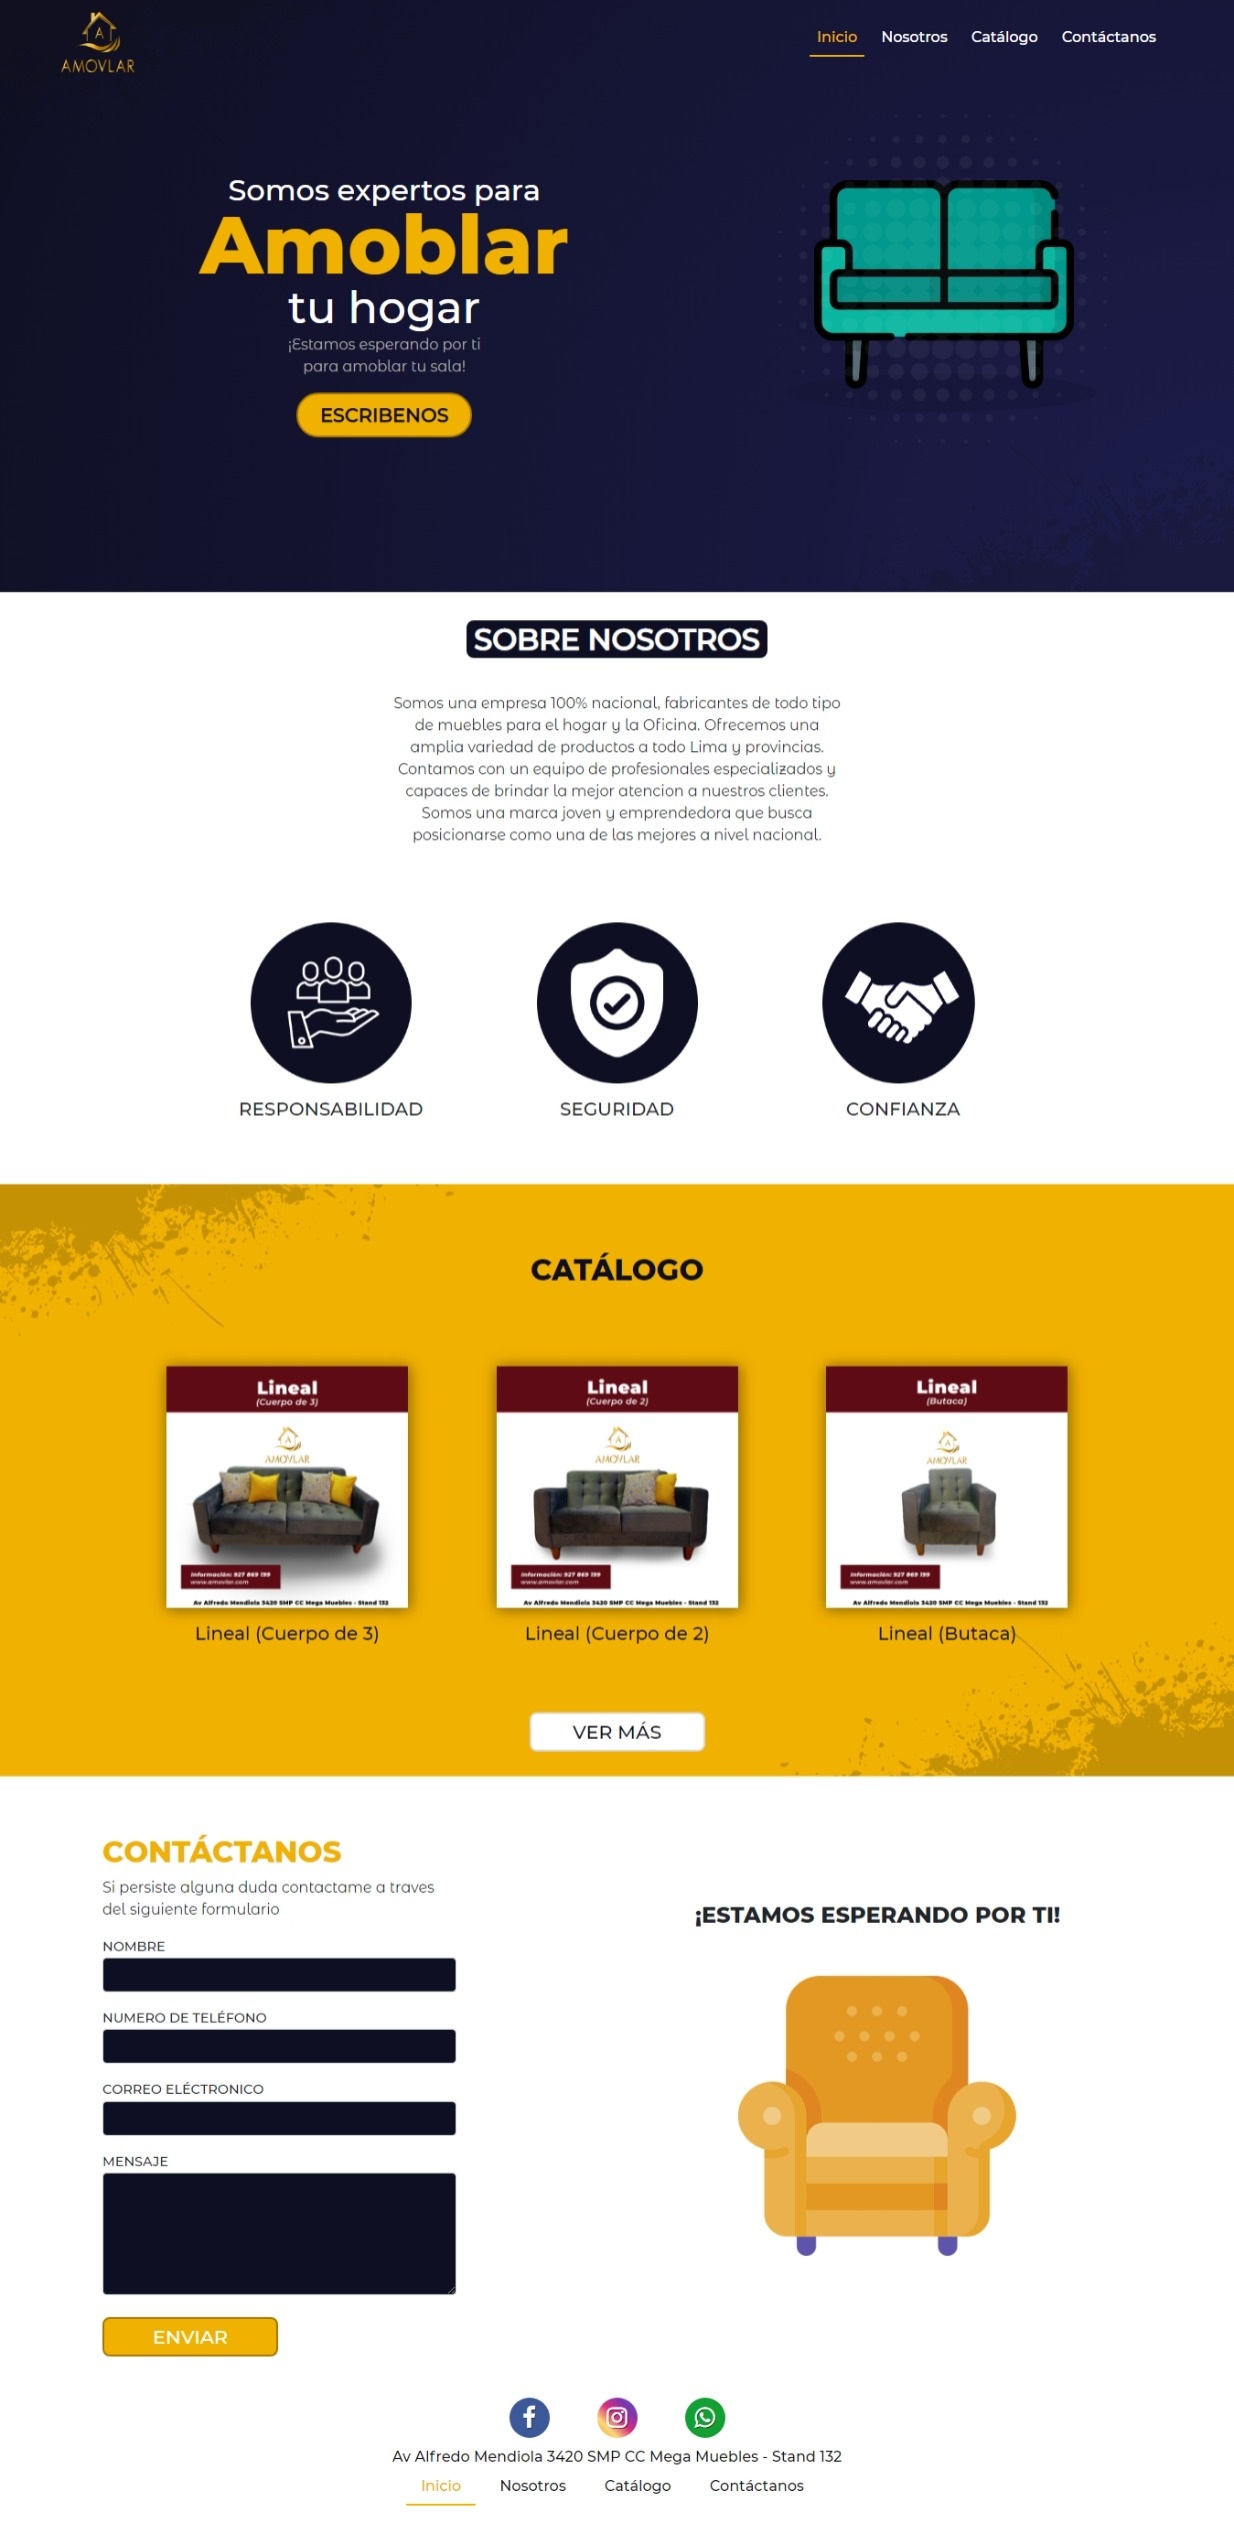 AMOVLAR
Inicio Nosotros Catálogo Contáctanos
Somos expertos para
Amoblar
tu hogar
¡Estamos esperando por ti
para amoblar tu sala!
ESCRIBENOS
SOBRE NOSOTROS
Somos una empresa 100% nacional, fabricantes de todo tipo
de muebles para el hogar y la Oficina. Ofrecemos una
amplia variedad de productos a todo Lima y provincias.
Contamos con un equipo de profesionales especializados y
capaces de brindar la mejor atencion a nuestros clientes.
Somos una marca joven y emprendedora que busca
posicionarse como una de las mejores a nivel nacional.
RESPONSABILIDAD
SEGURIDAD
CONFIANZA
CATÁLOGO
Lineal
(Cuerpo de 3)
A
AMOVLAR
Información: 927 869 199
www.amovlar.com
Av Alfredo Mendiola 3420 SMP CC Mega Muebles - Stand 132
Lineal (Cuerpo de 3)
Lineal
(Cuerpo de 2)
A
AMOVLAR
Información: 927 869 199
www.amovlar.com
Av Alfredo Mendiola 3420 SMP CC Mega Muebles - Stand 132
Lineal (Cuerpo de 2)
Lineal
(Butaca)
A
AMOVLAR
Información: 927 869 199
www.amovlar.com
Av Alfredo Mendiola 3420 SMP CC Mega Muebles - Stand 132
Lineal (Butaca)
VER MÁS
CONTÁCTANOS
Si persiste alguna duda contactame a traves
del siguiente formulario
NOMBRE
NUMERO DE TELÉFONO
CORREO ELÉCTRONICO
MENSAJE
ENVIAR
¡ESTAMOS ESPERANDO POR TI!
Av Alfredo Mendiola 3420 SMP CC Mega Muebles - Stand 132
Inicio Nosotros Catálogo Contáctanos